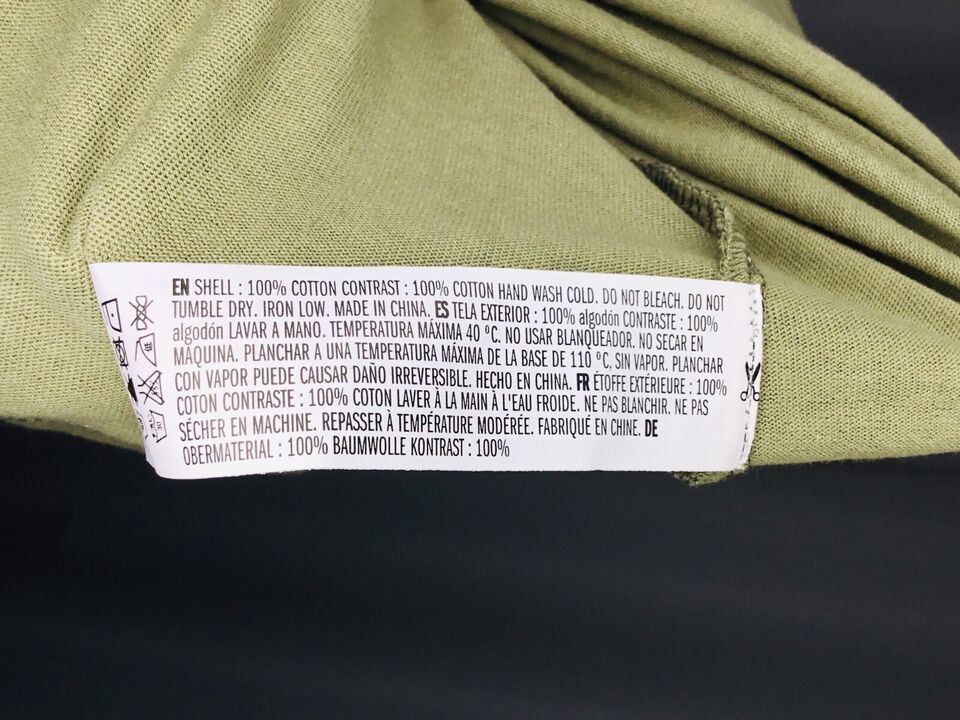 EN SHELL : 100% COTTON CONTRAST : 100% COTTON HAND WASH COLD. DO NOT BLEACH. DO NOT
TUMBLE DRY. IRON LOW. MADE IN CHINA. ES TELA EXTERIOR : 100% algodón CONTRASTE : 100%
algodón LAVAR A MANO. TEMPERATURA MÁXIMA 40 ºC. NO USAR BLANQUEADOR. NO SECAR EN
MAQUINA. PLANCHAR A UNA TEMPERATURA MÁXIMA DE LA BASE DE 110 ºC, SIN VAPOR. PLANCHAR
CON VAPOR PUEDE CAUSAR DAÑO IRREVERSIBLE. HECHO EN CHINA. FR ÉTOFFE EXTÉRIEURE : 100%
COTON CONTRASTE : 100% COTON LAVER À LA MAIN À L'EAU FROIDE. NE PAS BLANCHIR. NE PAS
SÉCHER EN MACHINE. REPASSER À TEMPÉRATURE MODÉRÉE. FABRIQUÉ EN CHINE. DE
OBERMATERIAL : 100% BAUMWOLLE KONTRAST : 100%